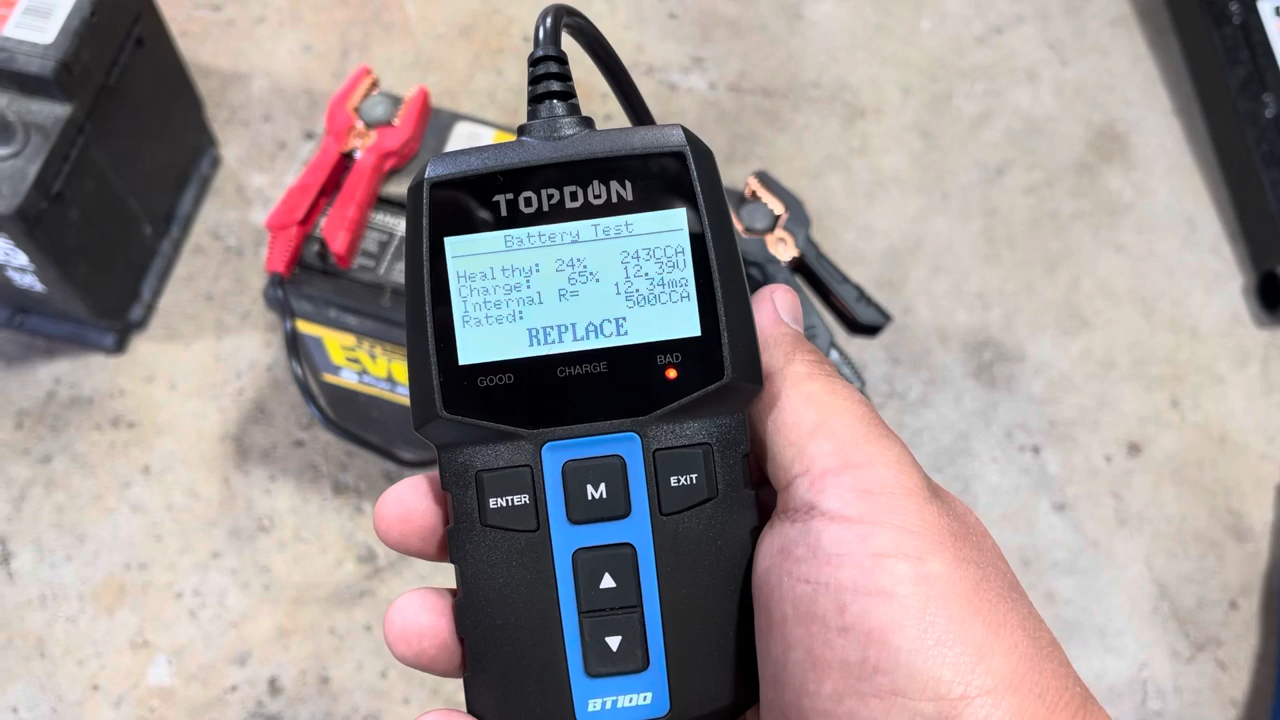 TOPDON
Battery Test
Healthy: 24% 243CCA
Charge: 65% 12.39V
Internal R= 12.34mΩ
Rated: 500CCA
REPLACE
GOOD CHARGE BAD
ENTER M EXIT
BT100